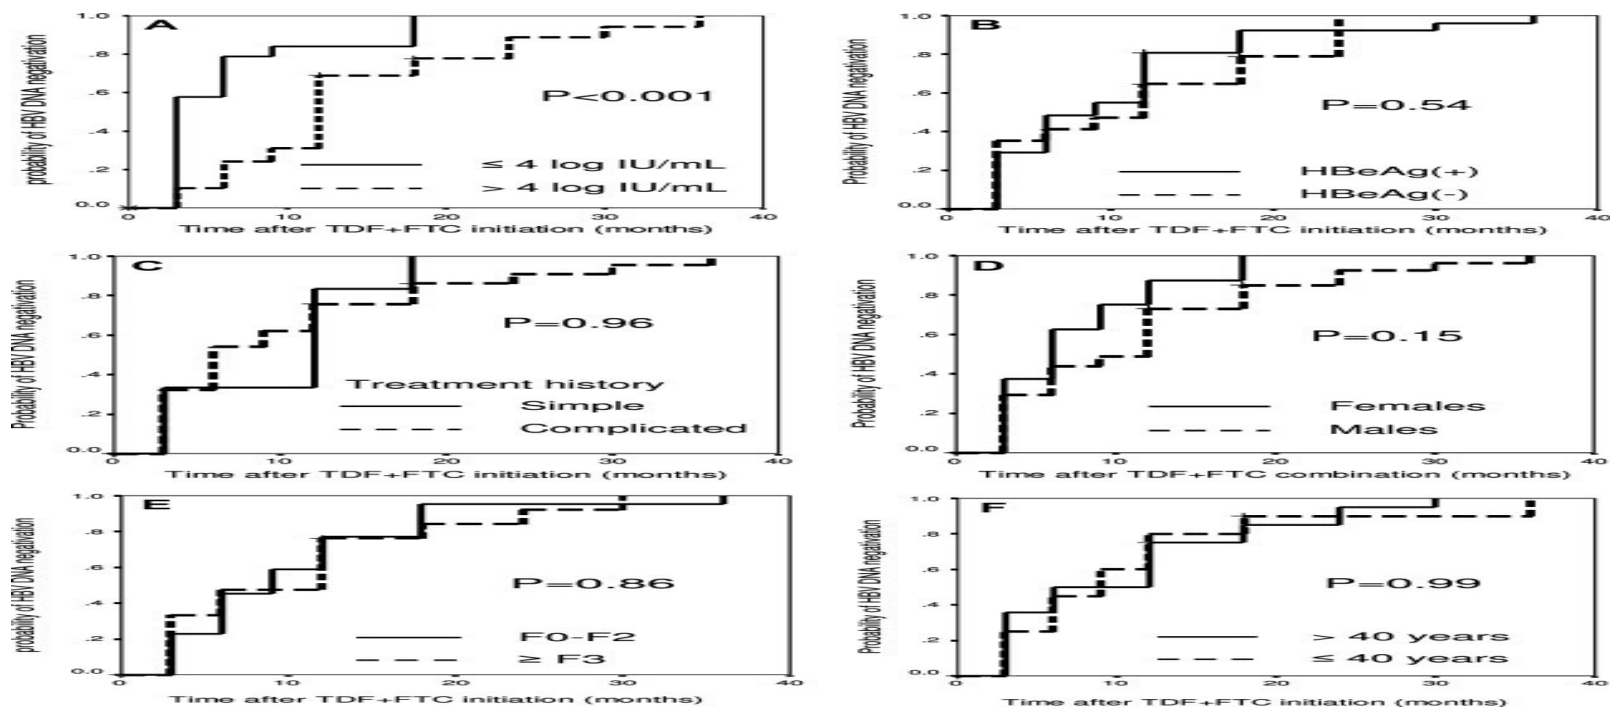 A
probability of HBV DNA negativation
1.0
.8
.6
.4
.2
0.0
P<0.001
≤ 4 log IU/mL
> 4 log IU/mL
0 10 20 30 40
Time after TDF+FTC initiation (months)
B
Probability of HBV DNA negativation
1.0
.8
.6
.4
.2
0.0
P=0.54
HBeAg(+)
HBeAg(-)
0 10 20 30 40
Time after TDF+FTC initiation (months)
C
Probability of HBV DNA negativation
1.0
.8
.6
.4
.2
0.0
P=0.96
Treatment history
Simple
Complicated
0 10 20 30 40
Time after TDF+FTC initiation (months)
D
Probability of HBV DNA negativation
1.0
.8
.6
.4
.2
0.0
P=0.15
Females
Males
0 10 20 30 40
Time after TDF+FTC combination (months)
E
probability of HBV DNA negativation
1.0
.8
.6
.4
.2
0.0
P=0.86
F0-F2
≥ F3
0 10 20 30 40
Time after TDF+FTC initiation (months)
F
Probability of HBV DNA negativation
1.0
.8
.6
.4
.2
0.0
P=0.99
> 40 years
≤ 40 years
0 10 20 30 40
Time after TDF+FTC initiation (months)